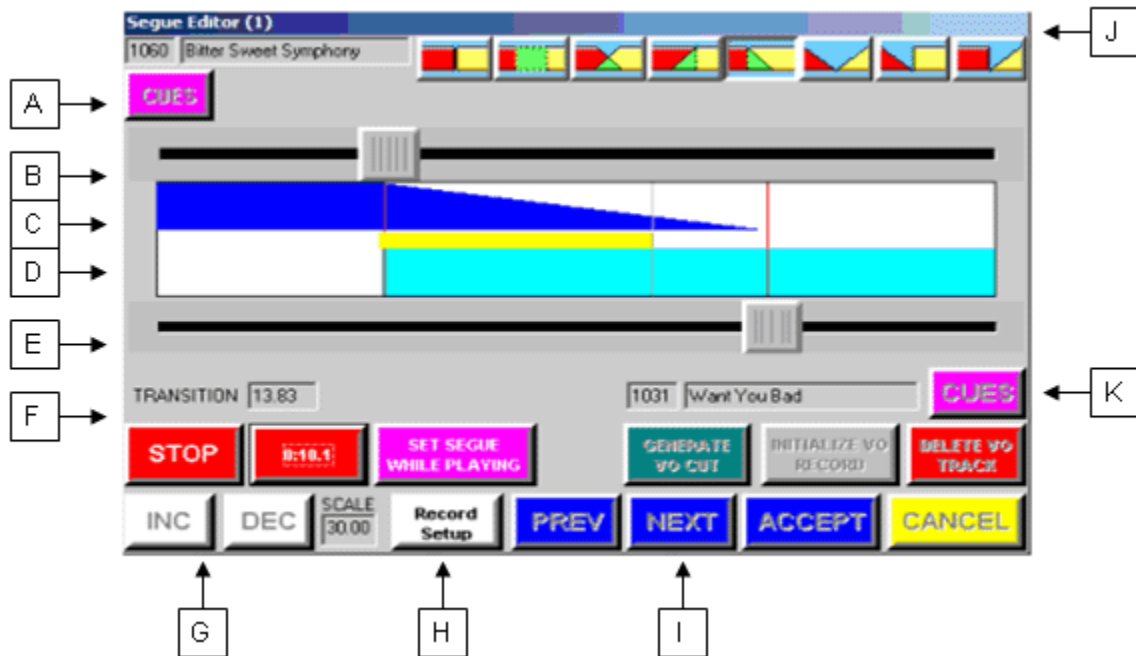 Segue Editor (1)
J
1060 Bitter Sweet Symphony
A
CUES
B
C
D
E
TRANSITION 13.83
1031 Want You Bad
CUES
K
F
STOP
0:10.1
SET SEGUE
WHILE PLAYING
GENERATE
VO CUT
INITIALIZE VO
RECORD
DELETE VO
TRACK
INC
DEC
SCALE
30.00
Record
Setup
PREV
NEXT
ACCEPT
CANCEL
G
H
I